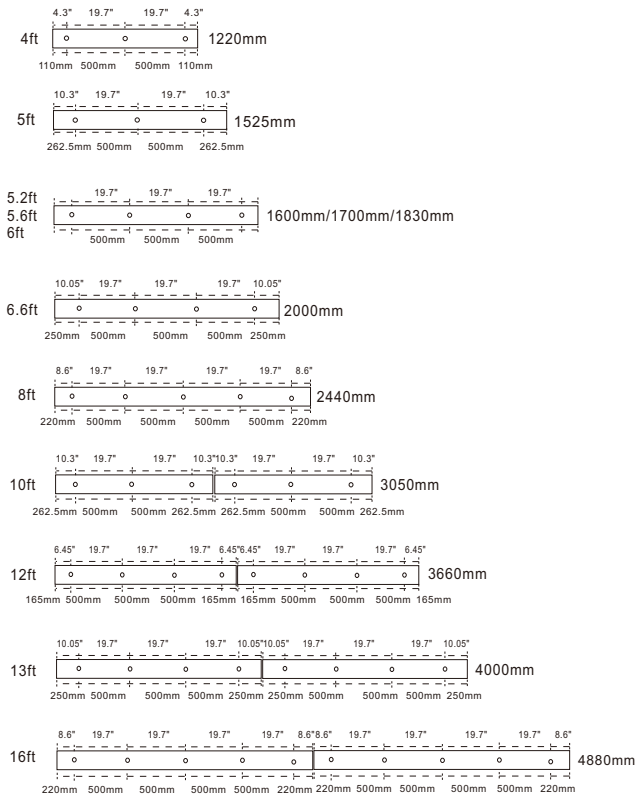 4.3" 19.7" 19.7" 4.3"
4ft 1220mm
110mm 500mm 500mm 110mm
10.3" 19.7" 19.7" 10.3"
5ft 1525mm
262.5mm 500mm 500mm 262.5mm
19.7" 19.7" 19.7"
5.2ft
5.6ft 1600mm/1700mm/1830mm
6ft
500mm 500mm 500mm
10.05" 19.7" 19.7" 19.7" 10.05"
6.6ft 2000mm
250mm 500mm 500mm 500mm 250mm
8.6" 19.7" 19.7" 19.7" 19.7" 8.6"
8ft 2440mm
220mm 500mm 500mm 500mm 500mm 220mm
10.3" 19.7" 19.7" 10.3" 10.3" 19.7" 19.7" 10.3"
10ft 3050mm
262.5mm 500mm 500mm 262.5mm 262.5mm 500mm 500mm 262.5mm
6.45" 19.7" 19.7" 19.7" 6.45" 6.45" 19.7" 19.7" 19.7" 6.45"
12ft 3660mm
165mm 500mm 500mm 500mm 165mm 165mm 500mm 500mm 500mm 165mm
10.05" 19.7" 19.7" 19.7" 10.05" 10.05" 19.7" 19.7" 19.7" 10.05"
13ft 4000mm
250mm 500mm 500mm 500mm 250mm 250mm 500mm 500mm 500mm 250mm
8.6" 19.7" 19.7" 19.7" 19.7" 8.6" 8.6" 19.7" 19.7" 19.7" 19.7" 8.6"
16ft 4880mm
220mm 500mm 500mm 500mm 500mm 220mm 220mm 500mm 500mm 500mm 500mm 220mm